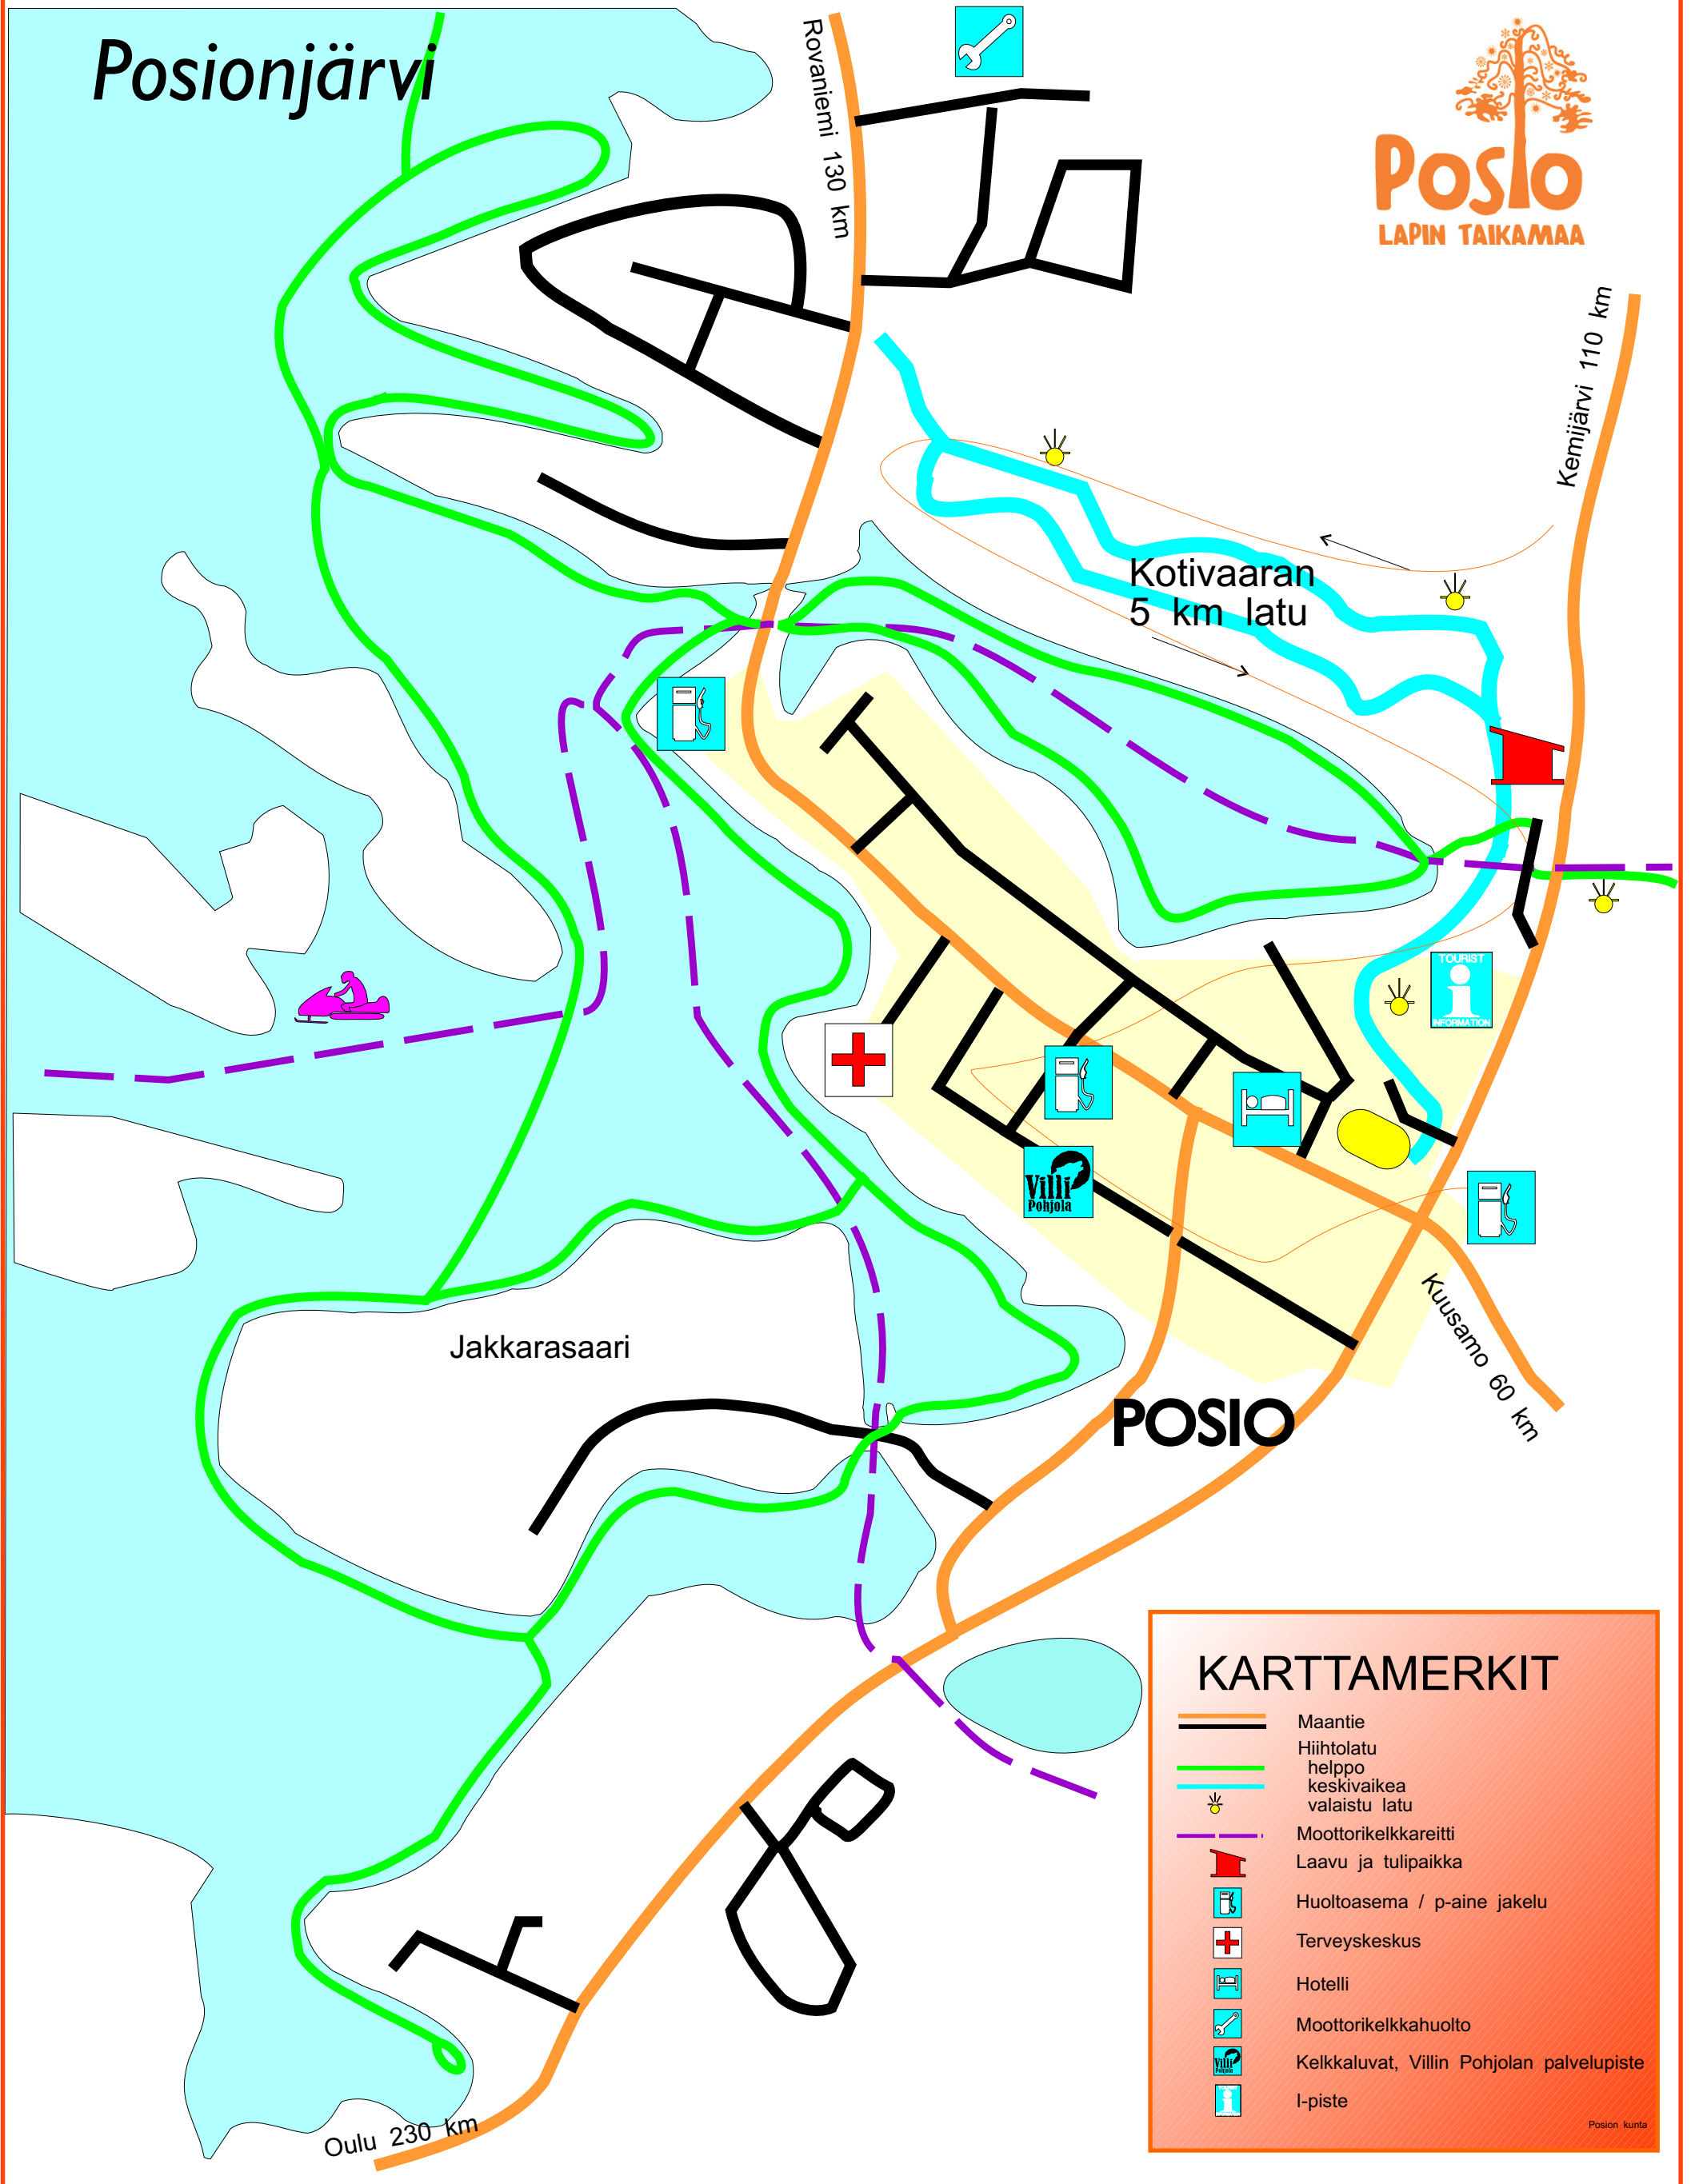 Posionjärvi
Rovaniemi 130 km
POSIO
LAPIN TAIKAMAA
Kemijärvi 110 km
Kotivaaran
5 km latu
TOURIST
INFORMATION
Villi
Pohjola
Jakkarasaari
Kuusamo 60 km
POSIO
Oulu 230 km
KARTTAMERKIT
Maantie
Hiihtolatu
helppo
keskivaikea
valaistu latu
Moottorikelkkareitti
Laavu ja tulipaikka
Huoltoasema / p-aine jakelu
Terveyskeskus
Hotelli
Moottorikelkkahuolto
Villi
Pohjola
Kelkkaluvat, Villin Pohjolan palvelupiste
I-piste
Posion kunta